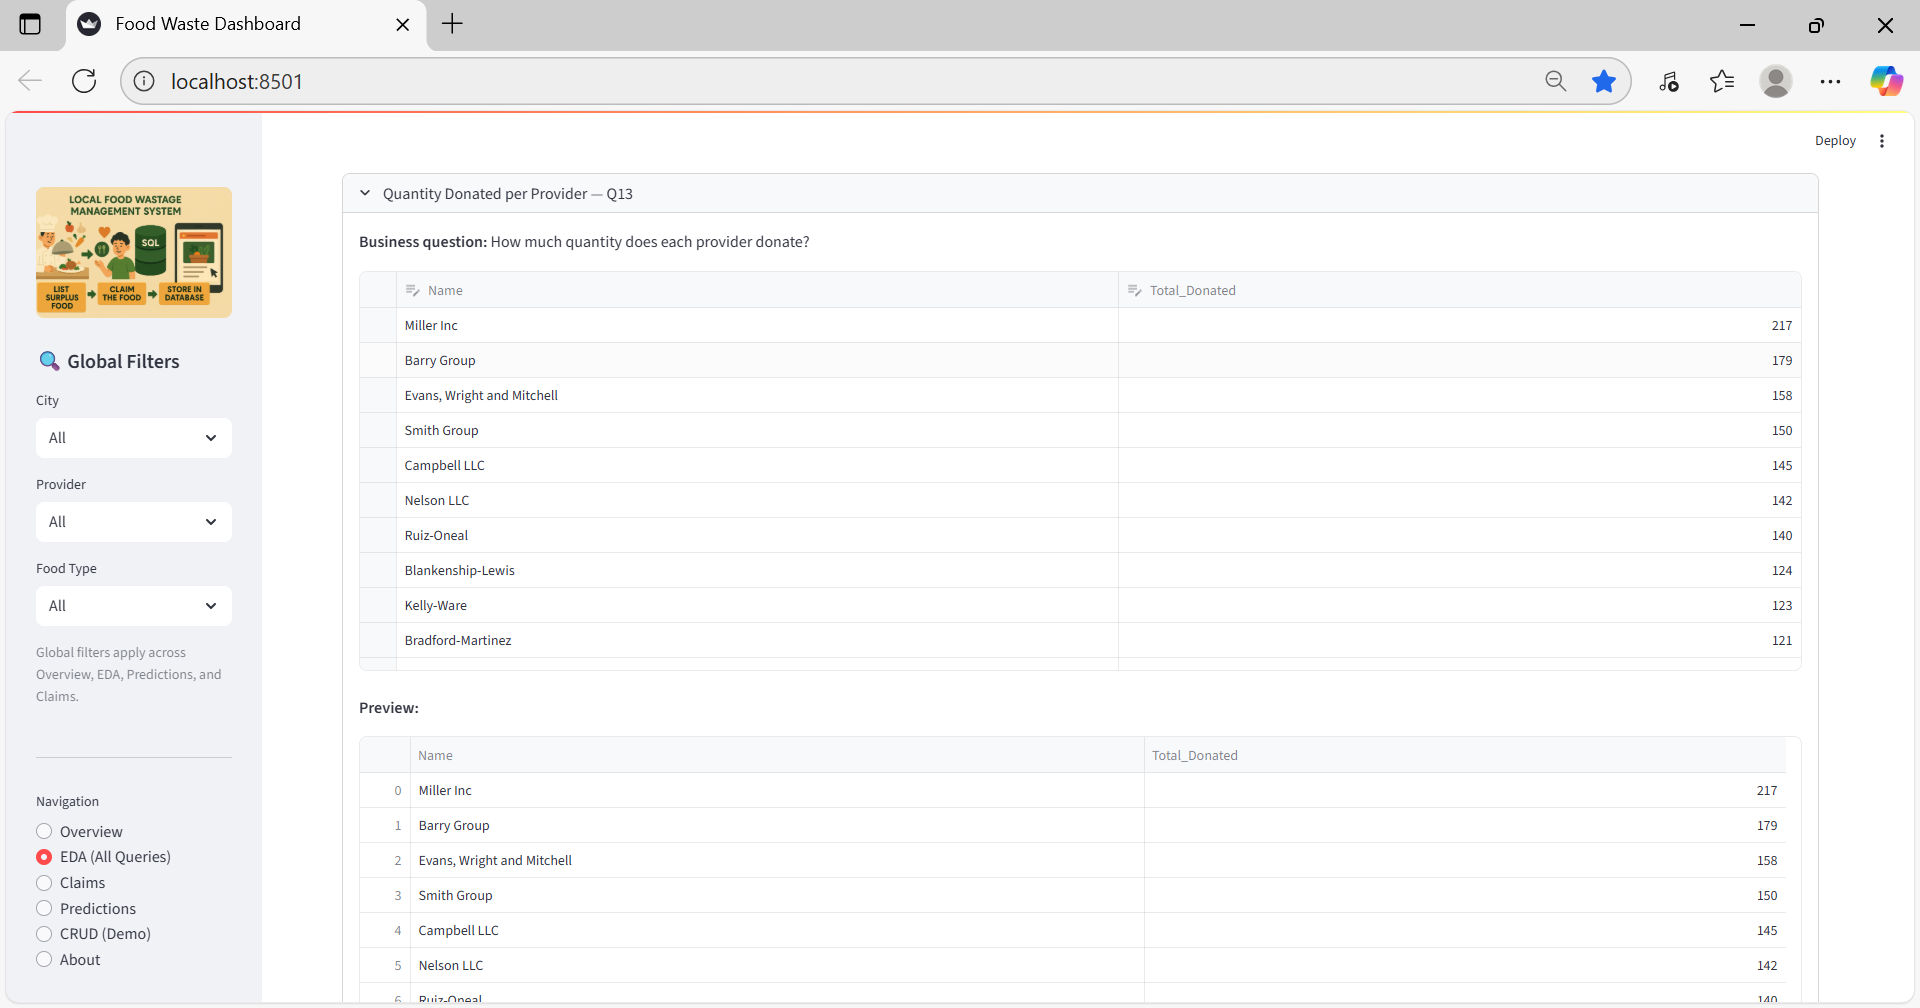 Food Waste Dashboard
localhost:8501
Deploy
LOCAL FOOD WASTAGE
MANAGEMENT SYSTEM
SQL
LIST
SURPLUS
FOOD
CLAIM
THE FOOD
STORE IN
DATABASE
Global Filters
City
All
Provider
All
Food Type
All
Global filters apply across
Overview, EDA, Predictions, and
Claims.
Navigation
Overview
EDA (All Queries)
Claims
Predictions
CRUD (Demo)
About
Quantity Donated per Provider — Q13
Business question: How much quantity does each provider donate?
Name Total_Donated
Miller Inc 217
Barry Group 179
Evans, Wright and Mitchell 158
Smith Group 150
Campbell LLC 145
Nelson LLC 142
Ruiz-Oneal 140
Blankenship-Lewis 124
Kelly-Ware 123
Bradford-Martinez 121
Preview:
Name Total_Donated
0 Miller Inc 217
1 Barry Group 179
2 Evans, Wright and Mitchell 158
3 Smith Group 150
4 Campbell LLC 145
5 Nelson LLC 142
6 Ruiz-Oneal 140